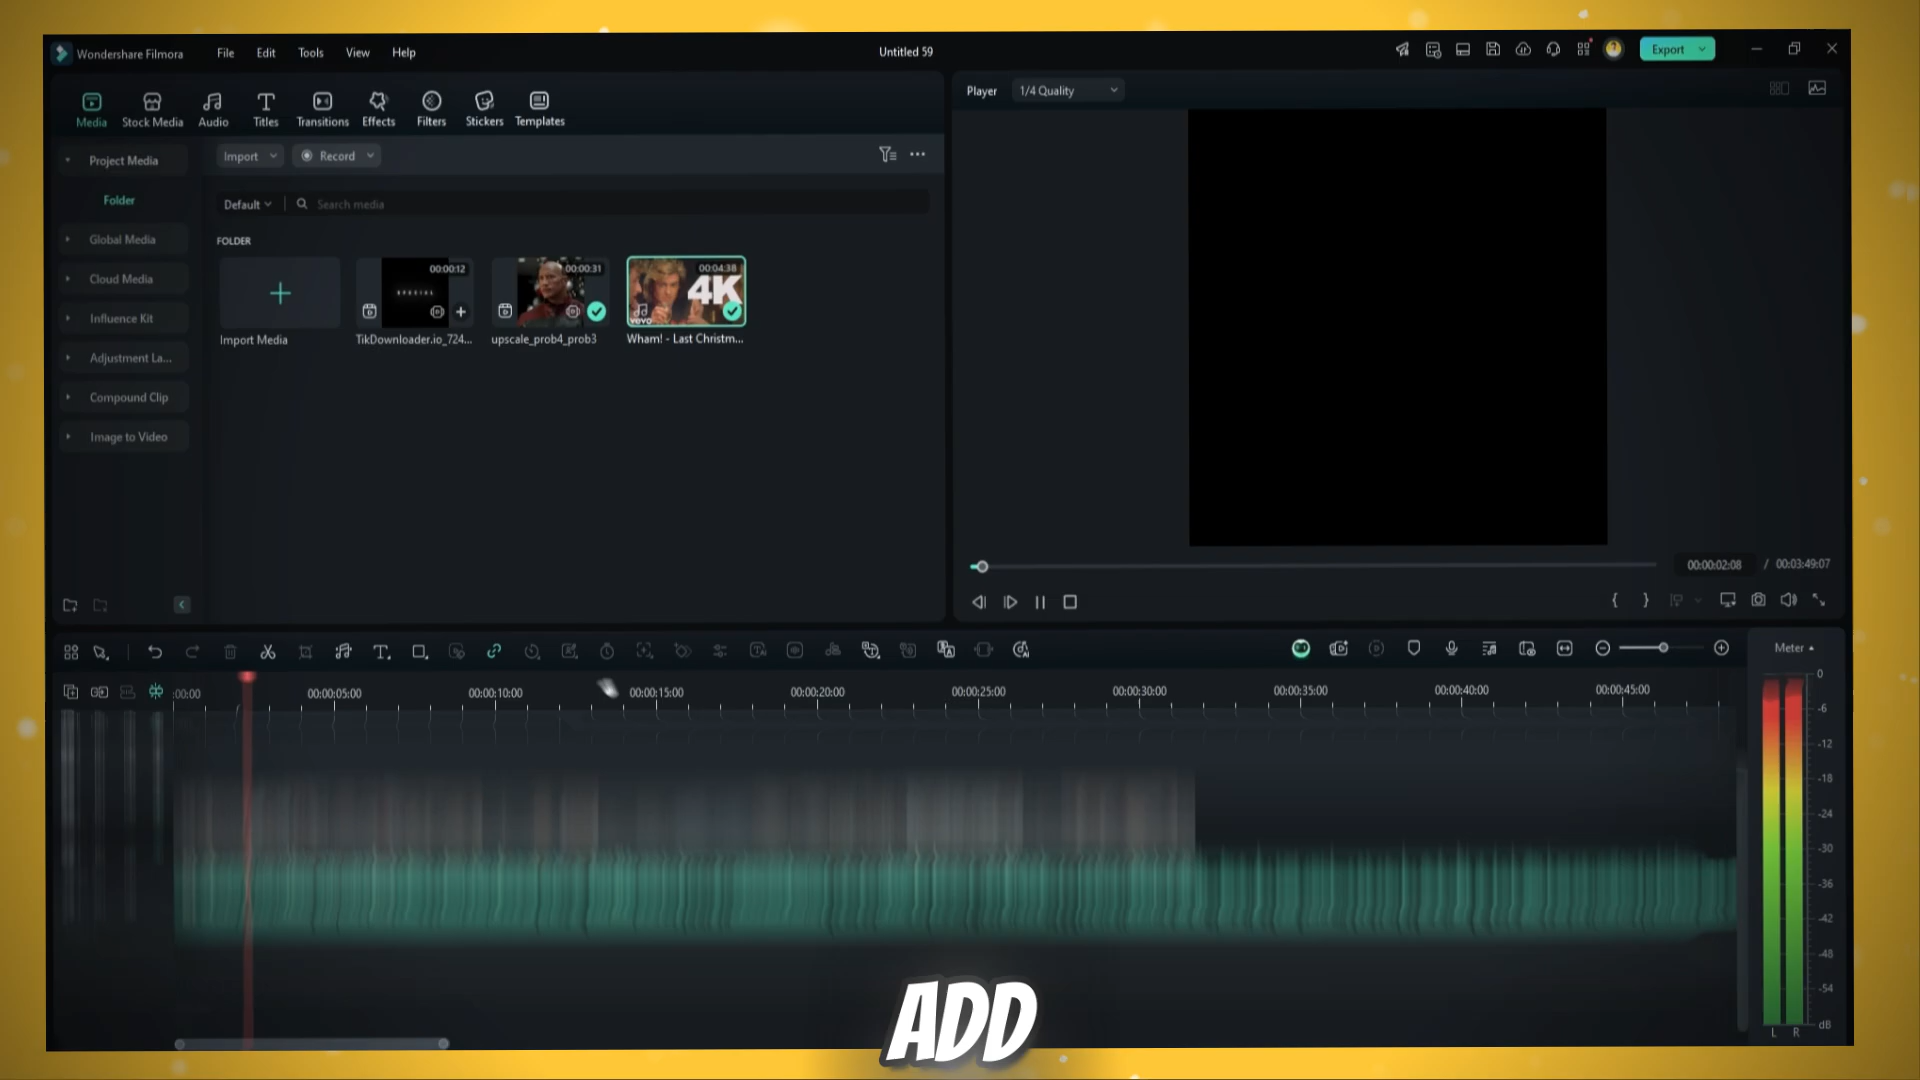 Wondershare Filmora File Edit Tools View Help Untitled 59 Export
Media Stock Media Audio Titles Transitions Effects Filters Stickers Templates
Player 1/4 Quality
Project Media
Folder
Global Media
Cloud Media
Influence Kit
Adjustment La...
Compound Clip
Image to Video
Import Record
Default Search media
FOLDER
00:00:12 00:00:31 00:04:38
4K
vevo
Import Media TikDownloader.io_724... upscale_prob4_prob3 Wham! - Last Christm...
00:00:02:08 / 00:03:49:07
Meter
:00:00 00:00:05:00 00:00:10:00 00:00:15:00 00:00:20:00 00:00:25:00 00:00:30:00 00:00:35:00 00:00:40:00 00:00:45:00
0
-6
-12
-18
-24
-30
-36
-42
-48
-54
dB
L R
ADD